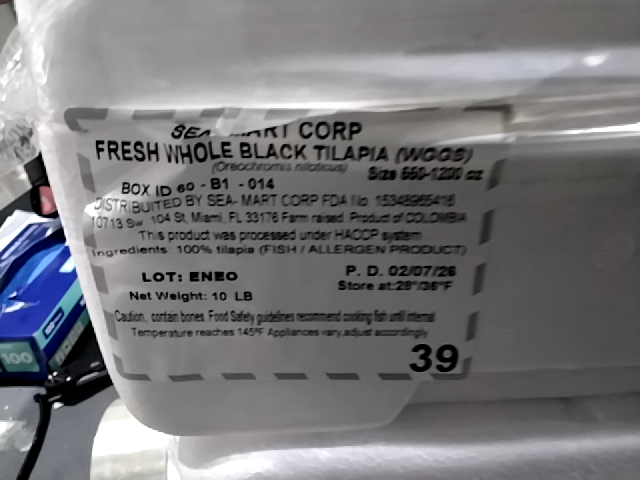 SEA- MART CORP
FRESH WHOLE BLACK TILAPIA (WGGS)
(Oreochromis niloticus) Size 550-1200 oz
BOX ID 60 - B1 - 014
DISTRIBUTED BY SEA- MART CORP FDA No. 15348965416
10713 Sw 104 St, Miami, FL 33176 Farm raised. Product of COLOMBIA
This product was processed under HACCP system
Ingredients: 100% tilapia (FISH / ALLERGEN PRODUCT)
LOT: ENEO P. D. 02/07/26
Net Weight: 10 LB Store at:28°/36°F
Caution, contain bones. Food Safety guidelines recommend cooking fish until internal
Temperature reaches 145°F Appliances vary,adjust accordingly
39
100